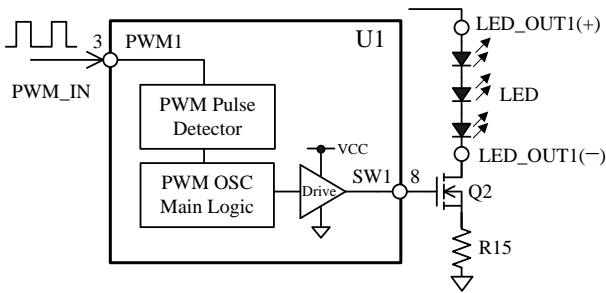 LED_OUT1(+)
3
PWM1
U1
PWM_IN
PWM Pulse
Detector
LED
VCC
LED_OUT1(−)
PWM OSC
Main Logic
Drive
SW1
8
Q2
R15